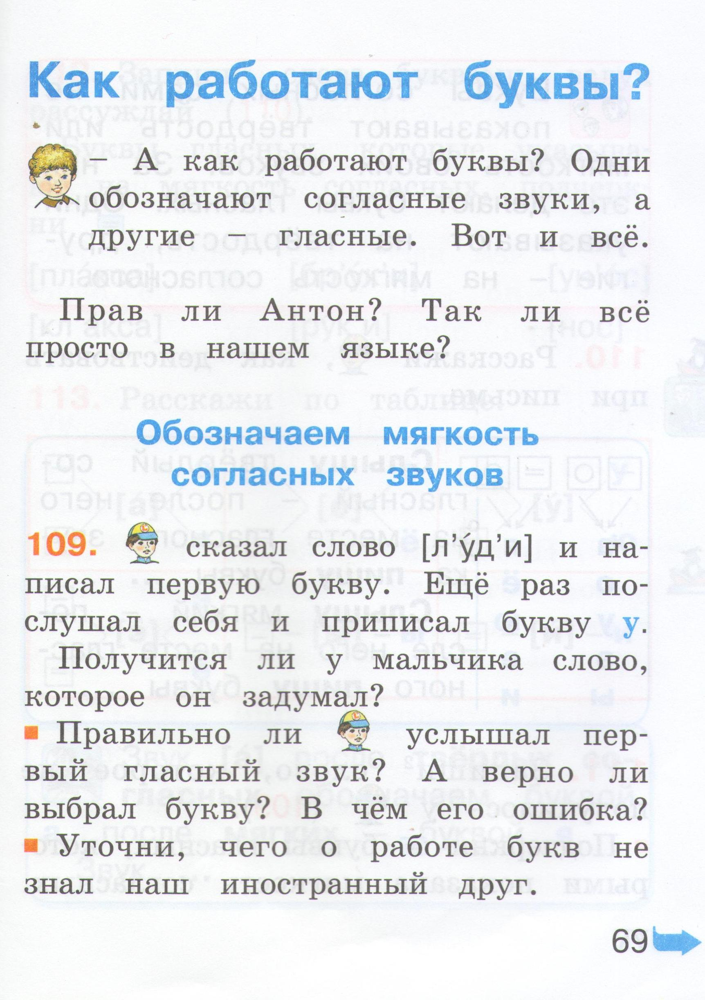 Как работают буквы?
– А как работают буквы? Одни
обозначают согласные звуки, а
другие – гласные. Вот и всё.
Прав ли Антон? Так ли всё
просто в нашем языке?
Обозначаем мягкость
согласных звуков
109. сказал слово [л’у́д’и] и на-
писал первую букву. Ещё раз по-
слушал себя и приписал букву у.
Получится ли у мальчика слово,
которое он задумал?
Правильно ли услышал пер-
вый гласный звук? А верно ли
выбрал букву? В чём его ошибка?
Уточни, чего о работе букв не
знал наш иностранный друг.
69